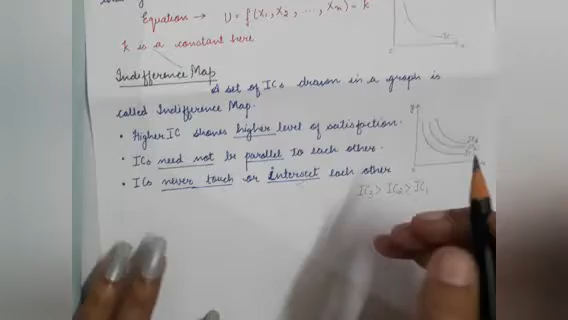 Equation → U = f(X₁, X₂, ..., Xn) = k
k is a constant here
Indifference Map
A set of ICs drawn in a graph is
called Indifference Map.
• Higher IC shows higher level of satisfaction.
• ICs need not be parallel to each other.
• ICs never touch or intersect each other
IC₃ > IC₂ > IC₁
y